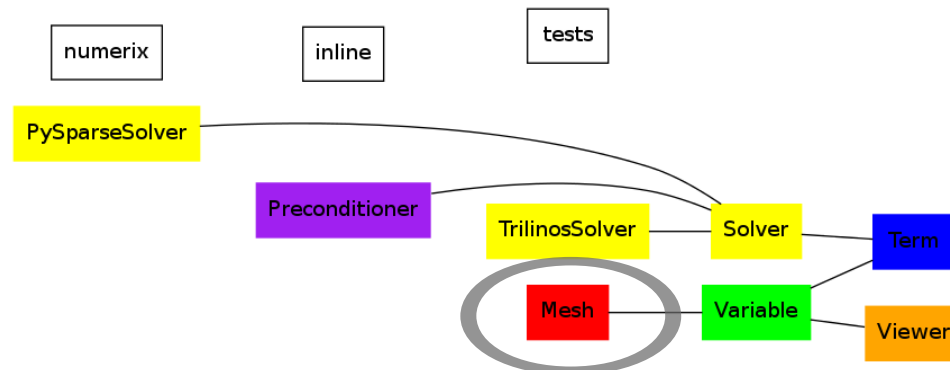 numerix
inline
tests
PySparseSolver
Preconditioner
TrilinosSolver
Solver
Term
Mesh
Variable
Viewer